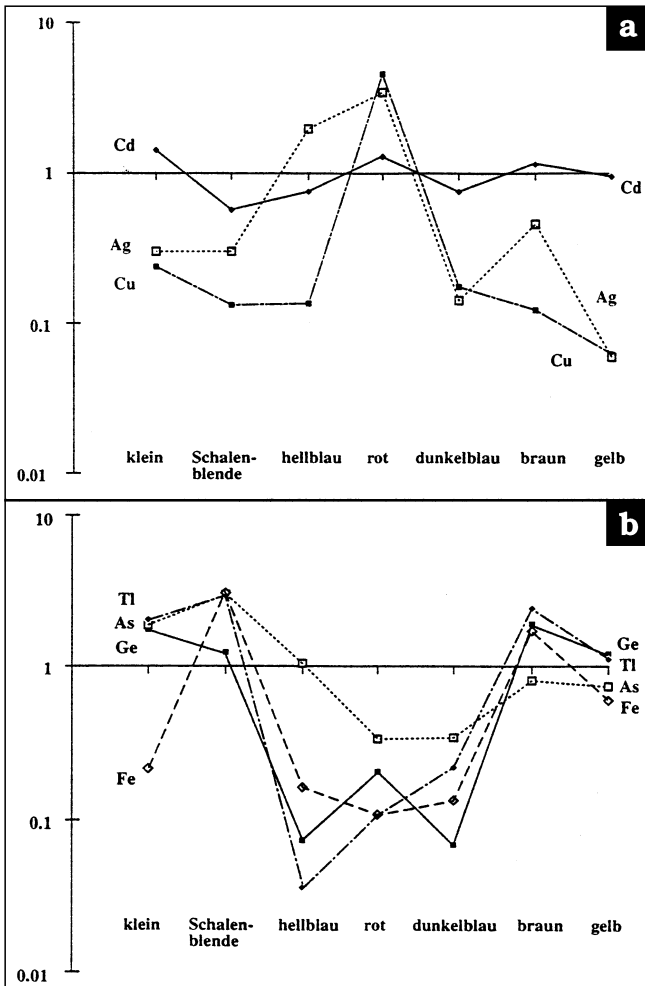 10
a
Cd
1
Cd
Ag
Cu
Ag
0.1
Cu
klein Schalen- hellblau rot dunkelblau braun gelb
blende
0.01
10
b
Tl
As
Ge
Ge
1
Tl
As
Fe
Fe
0.1
klein Schalen- hellblau rot dunkelblau braun gelb
blende
0.01